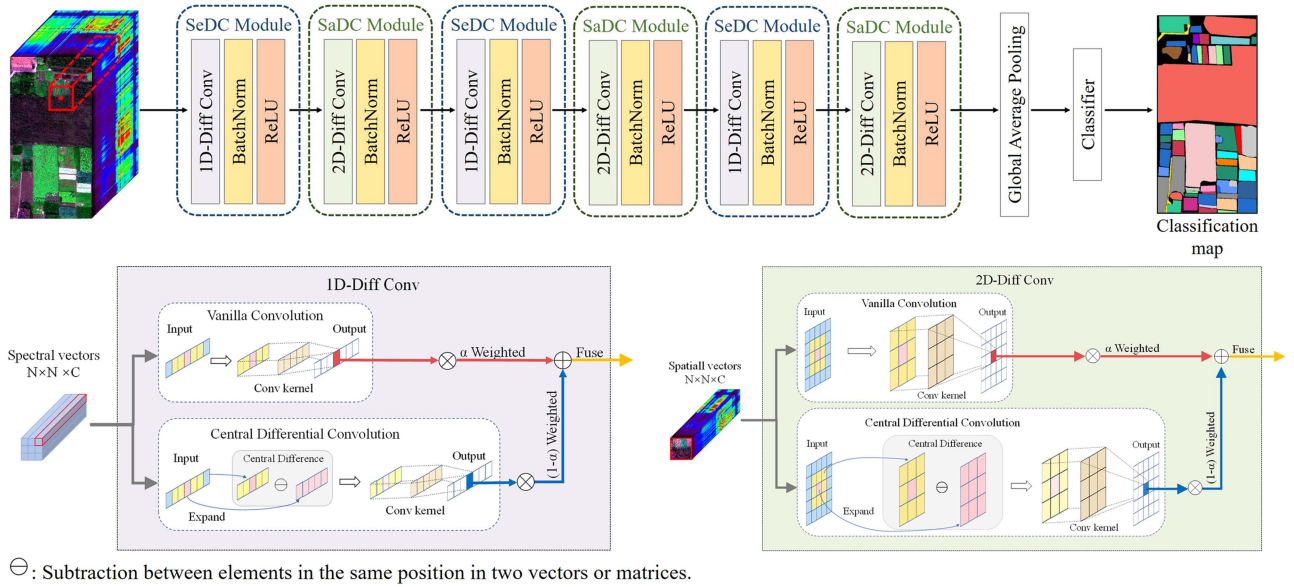 SeDC Module
SaDC Module
SeDC Module
SaDC Module
SeDC Module
SaDC Module
1D-Diff Conv
BatchNorm
ReLU
2D-Diff Conv
BatchNorm
ReLU
1D-Diff Conv
BatchNorm
ReLU
2D-Diff Conv
BatchNorm
ReLU
1D-Diff Conv
BatchNorm
ReLU
2D-Diff Conv
BatchNorm
ReLU
Global Average Pooling
Classifier
Classification
map
1D-Diff Conv
Vanilla Convolution
Input
Output
Conv kernel
α Weighted
Fuse
Spectral vectors
N×N ×C
Central Differential Convolution
Input
Central Difference
Output
Expand
Conv kernel
(1-α) Weighted
2D-Diff Conv
Vanilla Convolution
Input
Output
Conv kernel
α Weighted
Fuse
Spatiall vectors
N×N×C
Central Differential Convolution
Input
Central Difference
Output
Expand
Conv kernel
(1-α) Weighted
⊖: Subtraction between elements in the same position in two vectors or matrices.